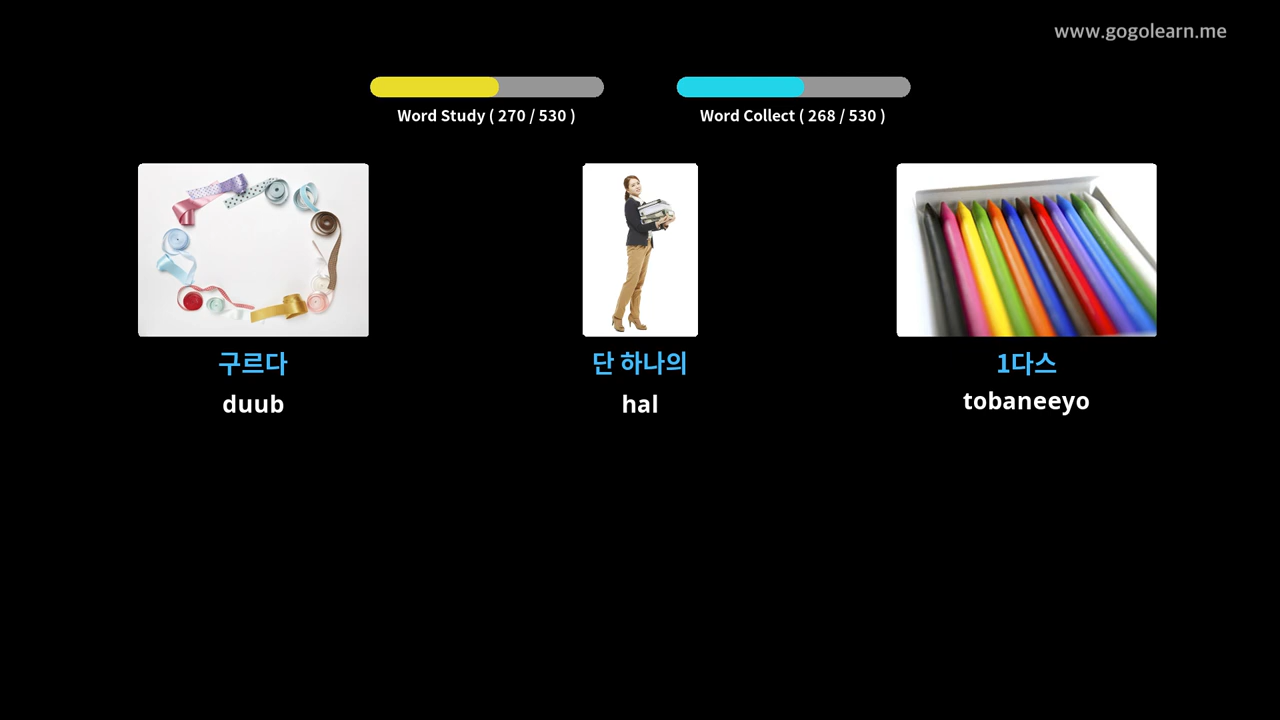 www.gogolearn.me
Word Study ( 270 / 530 )
Word Collect ( 268 / 530 )
구르다
duub
단 하나의
hal
1다스
tobaneeyo